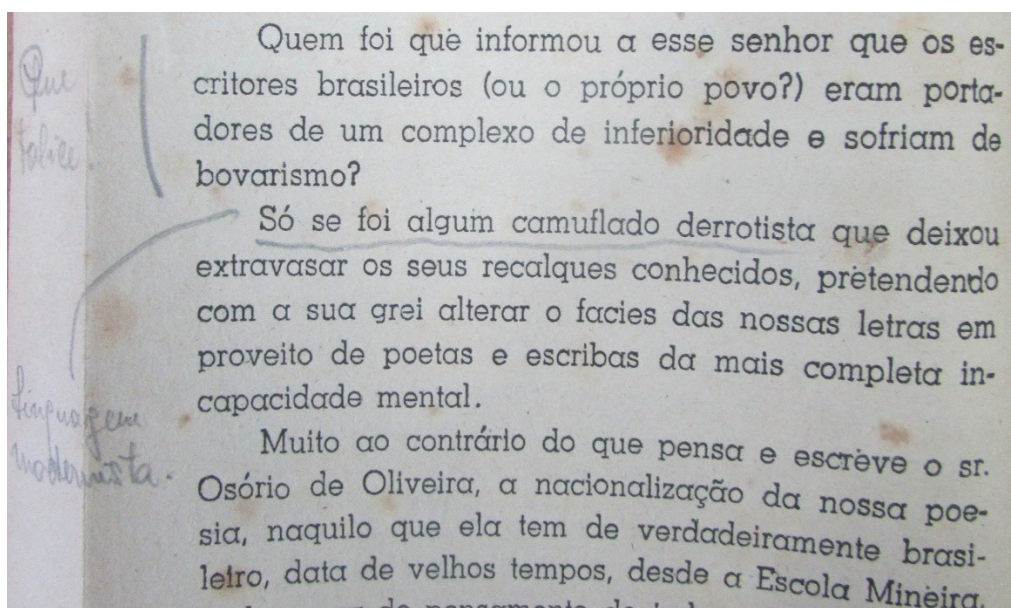 Que
tolice.
Quem foi que informou a esse senhor que os es-
critores brasileiros (ou o próprio povo?) eram porta-
dores de um complexo de inferioridade e sofriam de
bovarismo?
Só se foi algum camuflado derrotista que deixou
extravasar os seus recalques conhecidos, pretendendo
com a sua grei alterar o facies das nossas letras em
proveito de poetas e escribas da mais completa in-
capacidade mental.
linguagem
modernista.
Muito ao contrário do que pensa e escreve o sr.
Osório de Oliveira, a nacionalização da nossa poe-
sia, naquilo que ela tem de verdadeiramente brasi-
leiro, data de velhos tempos, desde a Escola Mineira,